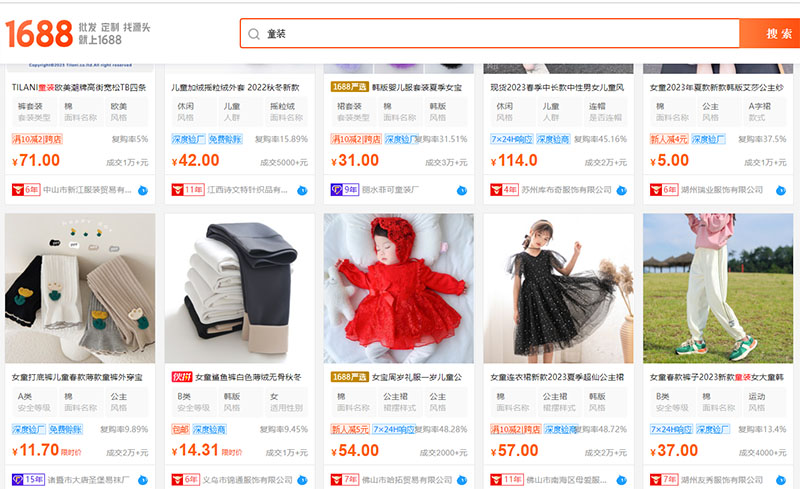 1688
批发 定制 找源头
就上1688
童装
搜 索
Copyright©2023 Tilani.co.ltd.All right reserved
TILANI童装欧美潮牌高街宽松TB四条
裤套装 棉 欧美
套装类型 面料名称 风格
满10减2|跨店 复购率5%
¥71.00 成交1万+元
6年 中山市新江服装贸易有...
儿童加绒摇粒绒外套 2022秋冬新款
休闲 儿童 摇粒绒
风格 人群 面料名称
深度验厂 免费赊账 复购率15.89%
¥42.00 成交5000+元
11年 江西诗文特针织品有...
1688严选 韩版婴儿服套装夏季女宝
裙套装 棉 韩版
套装类型 面料名称 风格
满10减2|跨店 深度验厂 复购率31.51%
¥31.00 成交3万+元
9年 丽水菲可童装厂
现货2023春季中长款中性男女儿童风
休闲 儿童 连帽
风格 人群 是否连帽
7×24H响应 深度验商 复购率45.16%
¥114.0 成交2万+元
4年 苏州库布奇服饰有限公司
女童2023年夏款新款韩版艾莎公主纱
棉 公主 A字裙
面料名称 风格 款式
新人减4元 深度验厂 复购率37.5%
¥5.00 成交1万+元
6年 湖州瑞业服饰有限公司
女童打底裤儿童春款薄款童裤外穿宝
A类 棉 公主
安全等级 面料名称 风格
深度验厂 免费赊账 复购率9.89%
¥11.70 限时价 成交2万+元
15年 诸暨市大唐圣堡易袜厂
女童鲨鱼裤白色薄绒无骨秋冬
B类 韩版 女
安全等级 风格 适用性别
包邮 深度验商 复购率9.45%
¥14.31 限时价 成交1万+元
6年 义乌市锦通服饰有限公司
1688严选 女宝周岁礼服一岁儿童公
棉 公主裙 公主
面料名称 裙摆样式 风格
新人减5元 7×24H响应 复购率48.28%
¥54.00 成交2000+元
7年 佛山市哈拓贸易有限公司
女童连衣裙新款2023夏季超仙公主裙
棉 公主裙 公主
面料名称 裙摆样式 风格
满10减2|跨店 深度验商 复购率48.72%
¥57.00 成交2万+元
11年 佛山市南海区母盟服...
女童春款裤子2023新款童装女大童韩
B类 棉 运动
安全等级 面料名称 风格
7×24H响应 深度验厂 复购率13.4%
¥37.00 成交4000+元
7年 湖州友秀服饰有限公司